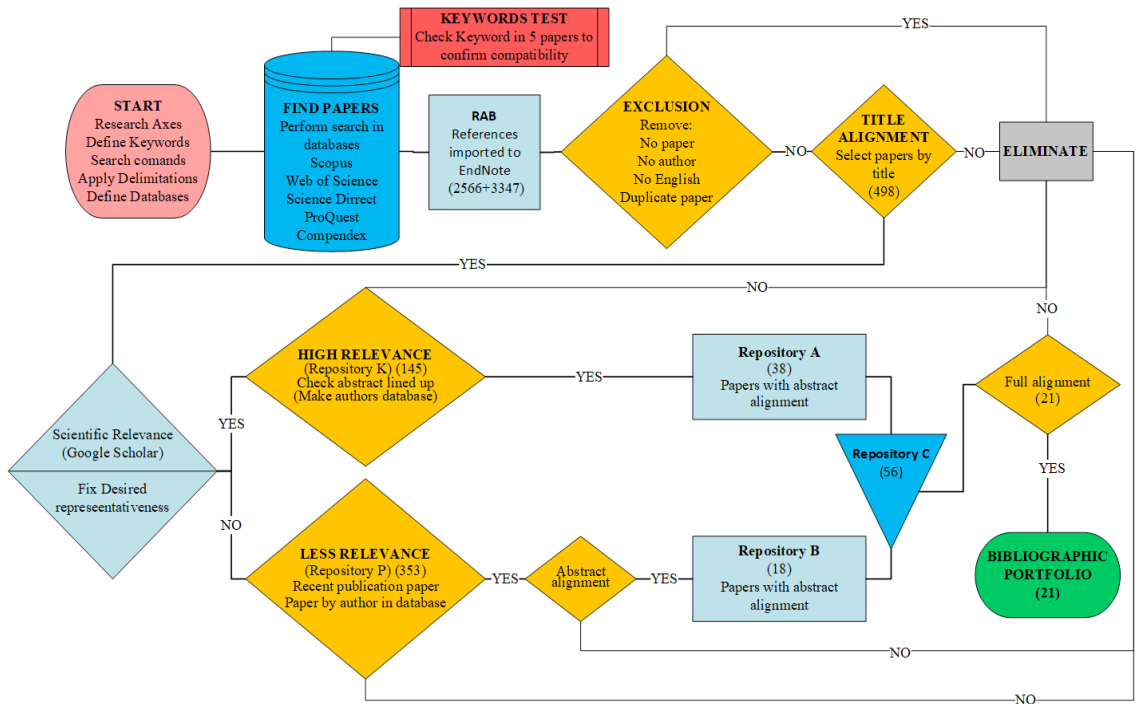 KEYWORDS TEST
Check Keyword in 5 papers to
confirm compatibility
YES
START
Research Axes
Define Keywords
Search comands
Apply Delimitations
Define Databases
FIND PAPERS
Perform search in
databases
Scopus
Web of Science
Science Dirrect
ProQuest
Compendex
RAB
References
imported to
EndNote
(2566+3347)
EXCLUSION
Remove:
No paper
No author
No English
Duplicate paper
NO
TITLE
ALIGNMENT
Select papers by
title
(498)
NO
ELIMINATE
YES
NO
NO
HIGH RELEVANCE
(Repository K) (145)
Check abstract lined up
(Make authors database)
YES
Repository A
(38)
Papers with abstract
alignment
Full alignment
(21)
YES
Scientific Relevance
(Google Scholar)
Fix Desired
repreesentativeness
NO
Repository C
(56)
YES
LESS RELEVANCE
(Repository P) (353)
Recent publication paper
Paper by author in database
YES
Abstract
alignment
YES
Repository B
(18)
Papers with abstract
alignment
BIBLIOGRAPHIC
PORTFOLIO
(21)
NO
NO